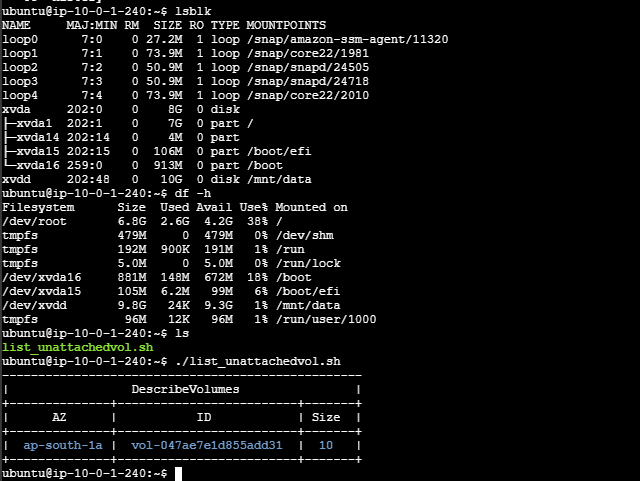 ubuntu@ip-10-0-1-240:~$ lsblk
NAME     MAJ:MIN RM   SIZE RO TYPE MOUNTPOINTS
loop0      7:0    0  27.2M  1 loop /snap/amazon-ssm-agent/11320
loop1      7:1    0  73.9M  1 loop /snap/core22/1981
loop2      7:2    0  50.9M  1 loop /snap/snapd/24505
loop3      7:3    0  50.9M  1 loop /snap/snapd/24718
loop4      7:4    0  73.9M  1 loop /snap/core22/2010
xvda     202:0    0     8G  0 disk
├─xvda1  202:1    0     7G  0 part /
├─xvda14 202:14   0     4M  0 part
├─xvda15 202:15   0   106M  0 part /boot/efi
└─xvda16 259:0    0   913M  0 part /boot
xvdd     202:48   0    10G  0 disk /mnt/data
ubuntu@ip-10-0-1-240:~$ df -h
Filesystem      Size  Used Avail Use% Mounted on
/dev/root       6.8G  2.6G  4.2G  38% /
tmpfs           479M     0  479M   0% /dev/shm
tmpfs           192M  900K  191M   1% /run
tmpfs           5.0M     0  5.0M   0% /run/lock
/dev/xvda16     881M  148M  672M  18% /boot
/dev/xvda15     105M  6.2M   99M   6% /boot/efi
/dev/xvdd       9.8G   24K  9.3G   1% /mnt/data
tmpfs            96M   12K   96M   1% /run/user/1000
ubuntu@ip-10-0-1-240:~$ ls
list_unattachedvol.sh
ubuntu@ip-10-0-1-240:~$ ./list_unattachedvol.sh
--------------------------------------------------
|                 DescribeVolumes                |
+--------------+-------------------------+-------+
|      AZ      |           ID            | Size  |
+--------------+-------------------------+-------+
|  ap-south-1a |  vol-047ae7e1d855add31  |  10   |
+--------------+-------------------------+-------+
ubuntu@ip-10-0-1-240:~$